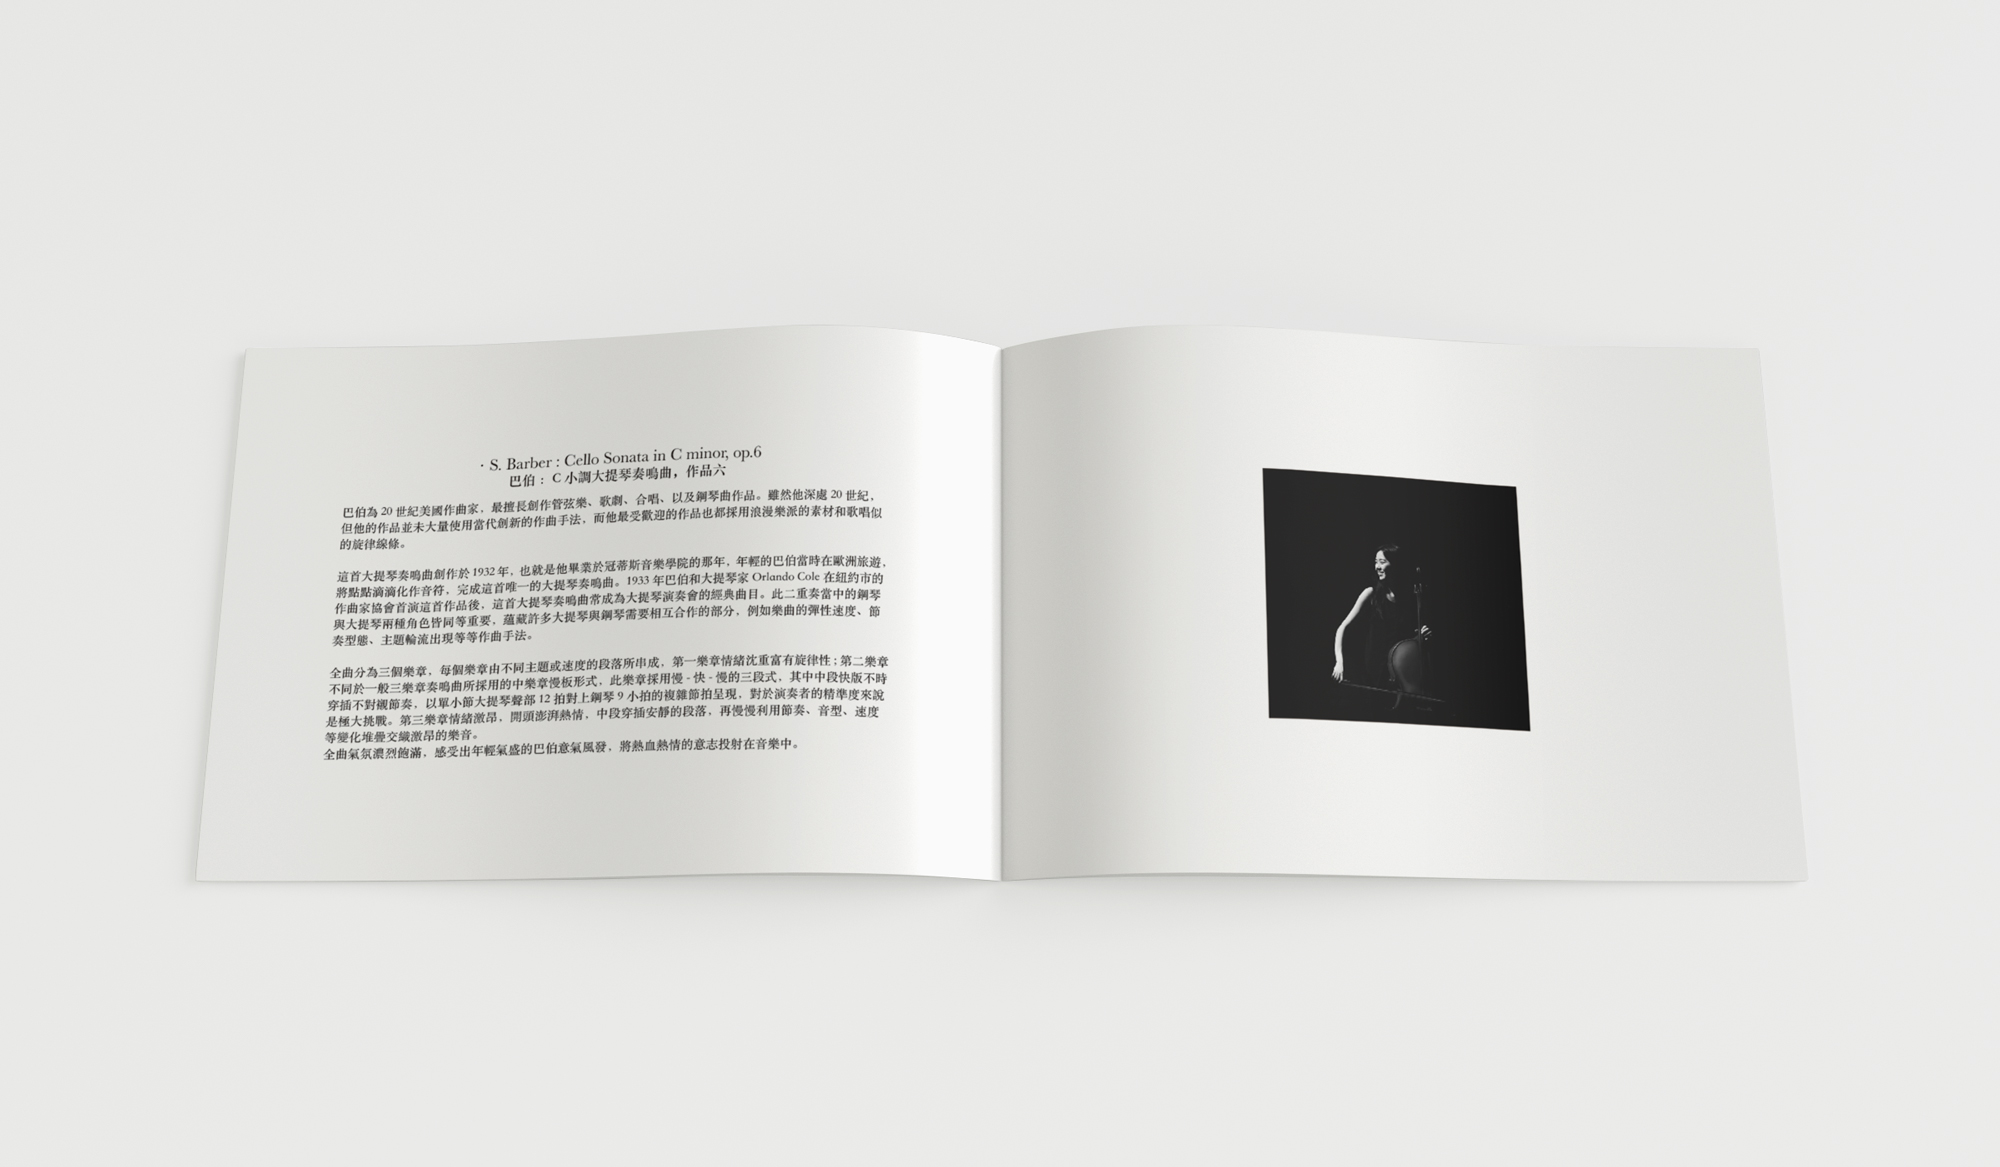 · S. Barber : Cello Sonata in C minor, op.6
巴伯：C 小調大提琴奏鳴曲，作品六
巴伯為 20 世紀美國作曲家，最擅長創作管弦樂、歌劇、合唱、以及鋼琴曲作品。雖然他深處 20 世紀，
但他的作品並未大量使用當代創新的作曲手法，而他最受歡迎的作品也都採用浪漫樂派的素材和歌唱似
的旋律線條。
這首大提琴奏鳴曲創作於 1932 年，也就是他畢業於寇蒂斯音樂學院的那年，年輕的巴伯當時在歐洲旅遊，
將點點滴滴化作音符，完成這首唯一的大提琴奏鳴曲。1933 年巴伯和大提琴家 Orlando Cole 在紐約市的
作曲家協會首演這首作品後，這首大提琴奏鳴曲常成為大提琴演奏會的經典曲目。此二重奏當中的鋼琴
與大提琴兩種角色皆同等重要，蘊藏許多大提琴與鋼琴需要相互合作的部分，例如樂曲的彈性速度、節
奏型態、主題輪流出現等等作曲手法。
全曲分為三個樂章，每個樂章由不同主題或速度的段落所串成，第一樂章情緒沈重富有旋律性；第二樂章
不同於一般三樂章奏鳴曲所採用的中樂章慢板形式，此樂章採用慢 - 快 - 慢的三段式，其中中段快版不時
穿插不對襯節奏，以單小節大提琴聲部 12 拍對上鋼琴 9 小拍的複雜節拍呈現，對於演奏者的精準度來說
是極大挑戰。第三樂章情緒激昂，開頭澎湃熱情，中段穿插安靜的段落，再慢慢利用節奏、音型、速度
等變化堆疊交織激昂的樂音。
全曲氣氛濃烈飽滿，感受出年輕氣盛的巴伯意氣風發，將熱血熱情的意志投射在音樂中。